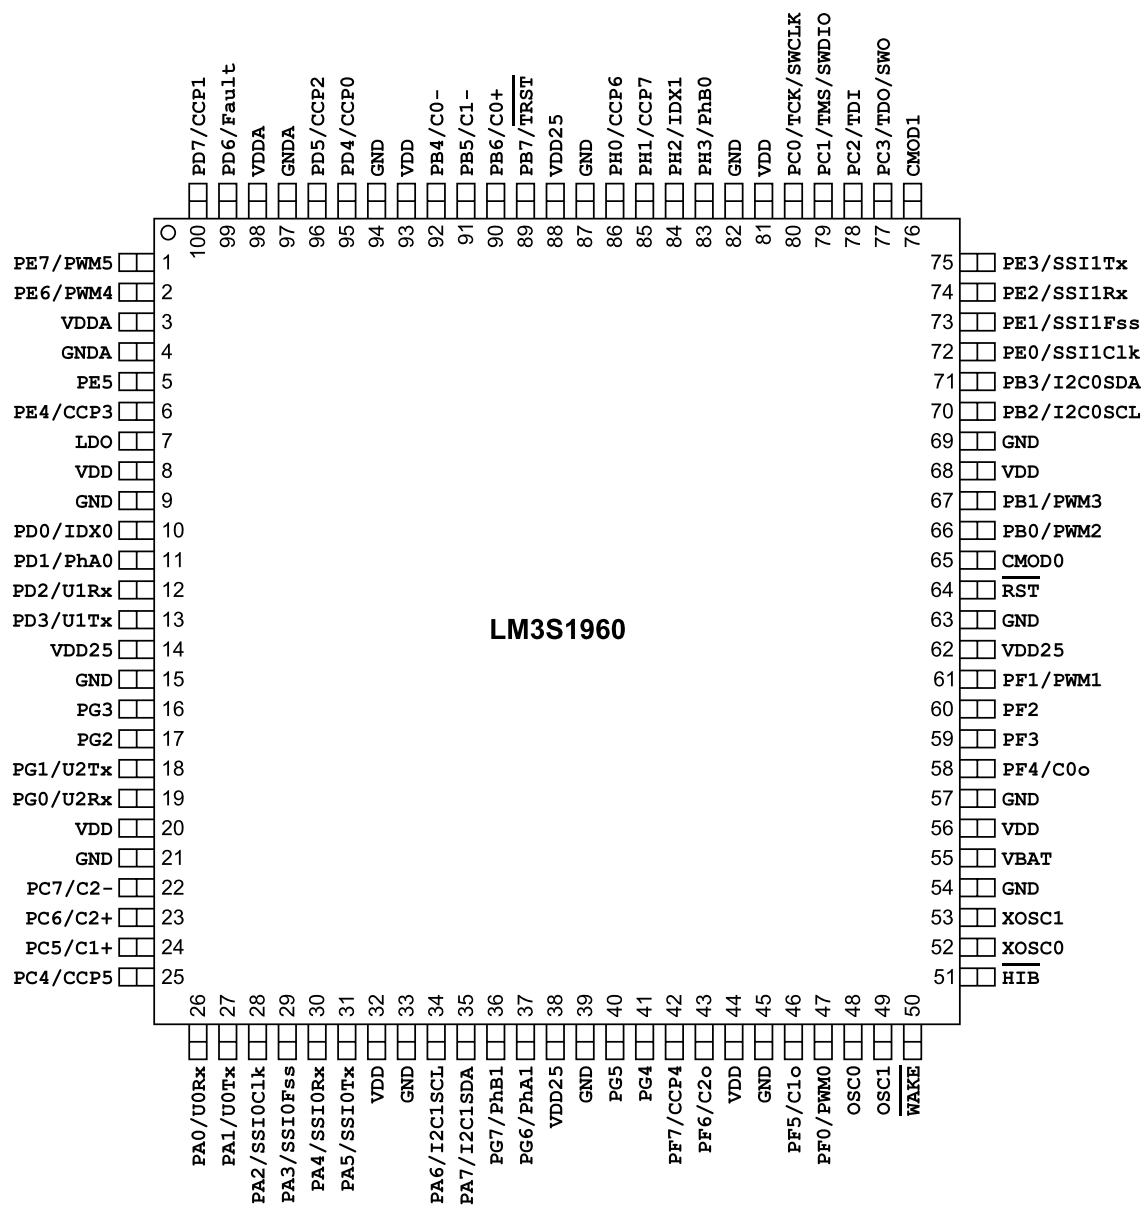 PD7/CCP1
PD6/Fault
VDDA
GNDA
PD5/CCP2
PD4/CCP0
GND
VDD
PB4/C0-
PB5/C1-
PB6/C0+
PB7/TRST
VDD25
GND
PH0/CCP6
PH1/CCP7
PH2/IDX1
PH3/PhB0
GND
VDD
PC0/TCK/SWCLK
PC1/TMS/SWDIO
PC2/TDI
PC3/TDO/SWO
CMOD1
100
99
98
97
96
95
94
93
92
91
90
89
88
87
86
85
84
83
82
81
80
79
78
77
76
PE7/PWM5 1
PE6/PWM4 2
VDDA 3
GNDA 4
PE5 5
PE4/CCP3 6
LDO 7
VDD 8
GND 9
PD0/IDX0 10
PD1/PhA0 11
PD2/U1Rx 12
PD3/U1Tx 13
VDD25 14
GND 15
PG3 16
PG2 17
PG1/U2Tx 18
PG0/U2Rx 19
VDD 20
GND 21
PC7/C2- 22
PC6/C2+ 23
PC5/C1+ 24
PC4/CCP5 25
LM3S1960
75 PE3/SSI1Tx
74 PE2/SSI1Rx
73 PE1/SSI1Fss
72 PE0/SSI1Clk
71 PB3/I2C0SDA
70 PB2/I2C0SCL
69 GND
68 VDD
67 PB1/PWM3
66 PB0/PWM2
65 CMOD0
64 RST
63 GND
62 VDD25
61 PF1/PWM1
60 PF2
59 PF3
58 PF4/C0o
57 GND
56 VDD
55 VBAT
54 GND
53 XOSC1
52 XOSC0
51 HIB
26
27
28
29
30
31
32
33
34
35
36
37
38
39
40
41
42
43
44
45
46
47
48
49
50
PA0/U0Rx
PA1/U0Tx
PA2/SSI0Clk
PA3/SSI0Fss
PA4/SSI0Rx
PA5/SSI0Tx
VDD
GND
PA6/I2C1SCL
PA7/I2C1SDA
PG7/PhB1
PG6/PhA1
VDD25
GND
PG5
PG4
PF7/CCP4
PF6/C2o
VDD
GND
PF5/C1o
PF0/PWM0
OSC0
OSC1
WAKE